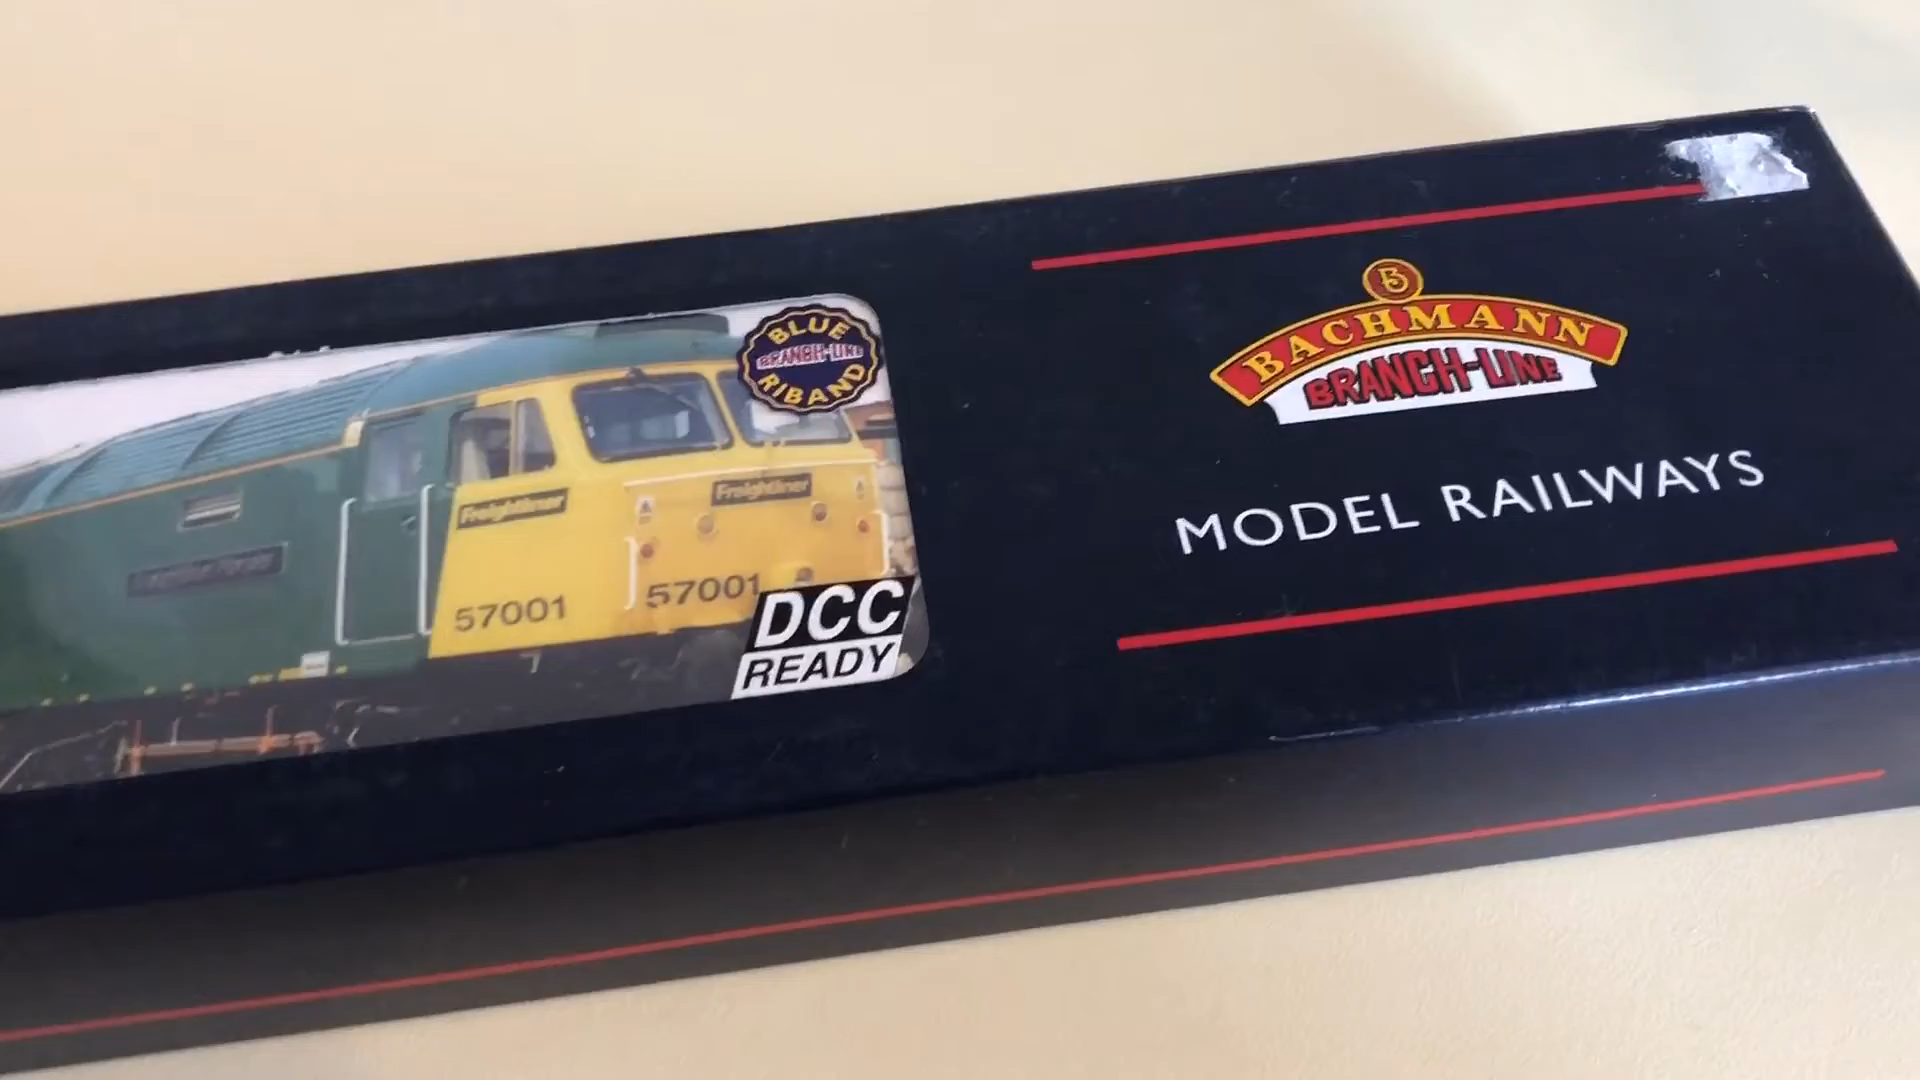 BLUE
BRANCH-LINE
RIBAND
Freightliner
Freightliner
57001
57001
DCC
READY
B
BACHMANN
BRANCH-LINE
MODEL RAILWAYS